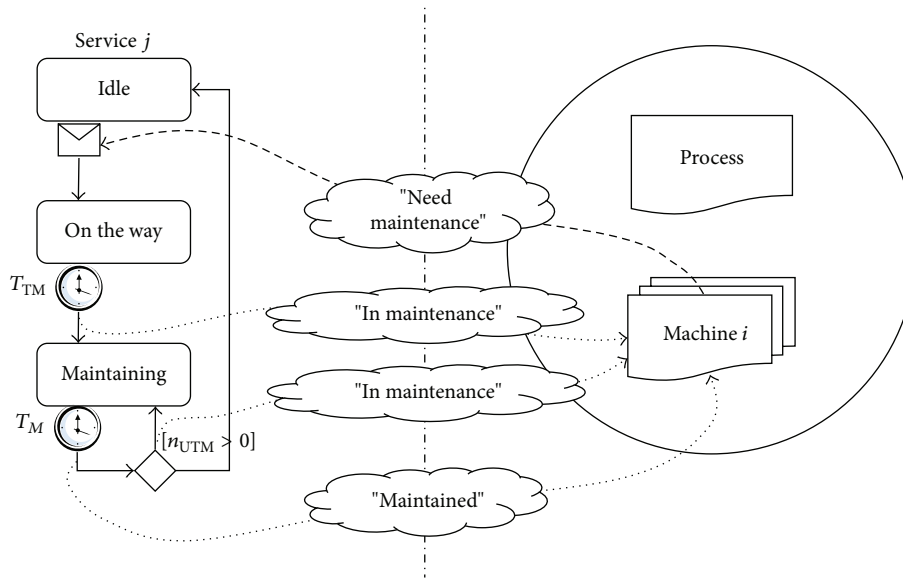 Service j
Idle
Process
"Need
maintenance"
On the way
T_TM
"In maintenance"
Machine i
Maintaining
"In maintenance"
T_M
[n_UTM > 0]
"Maintained"